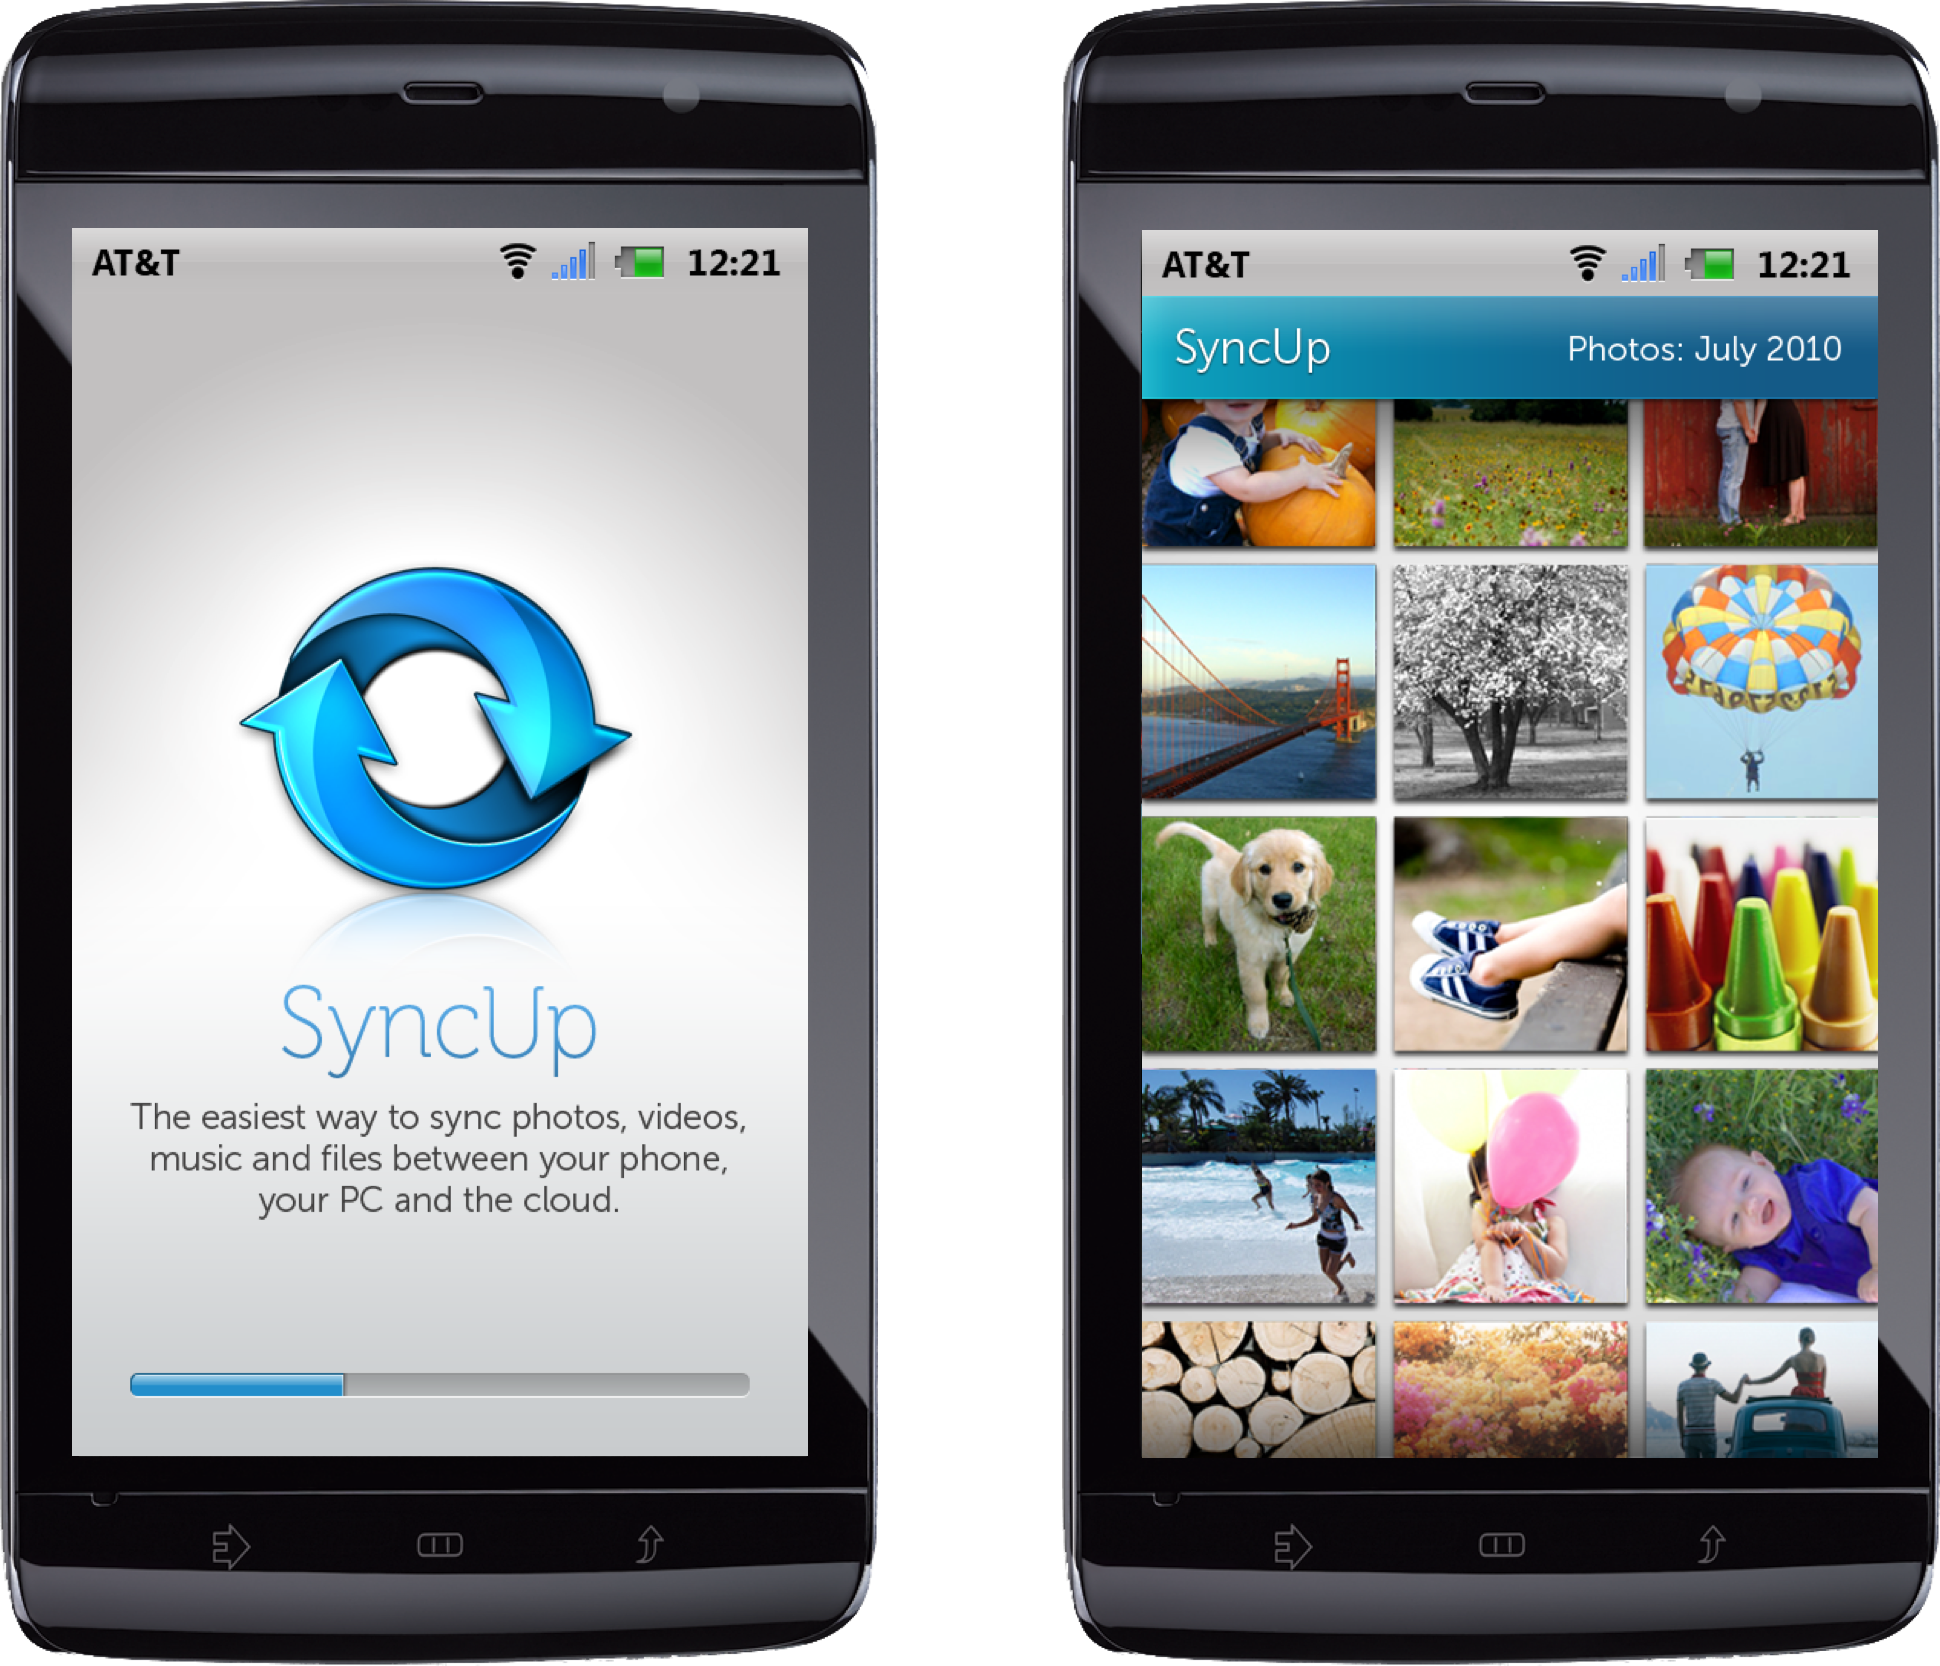 AT&T 12:21
SyncUp
The easiest way to sync photos, videos,
music and files between your phone,
your PC and the cloud.
AT&T 12:21
SyncUp Photos: July 2010